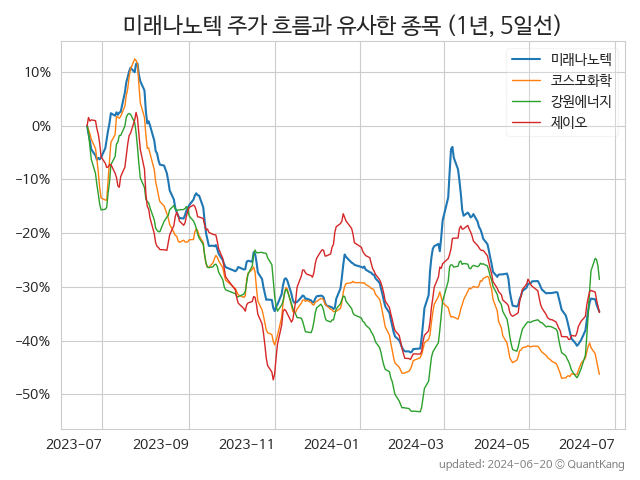 미래나노텍 주가 흐름과 유사한 종목 (1년, 5일선)
미래나노텍
코스모화학
강원에너지
제이오
10%
0%
−10%
−20%
−30%
−40%
−50%
2023-07 2023-09 2023-11 2024-01 2024-03 2024-05 2024-07
updated: 2024-06-20 © QuantKang